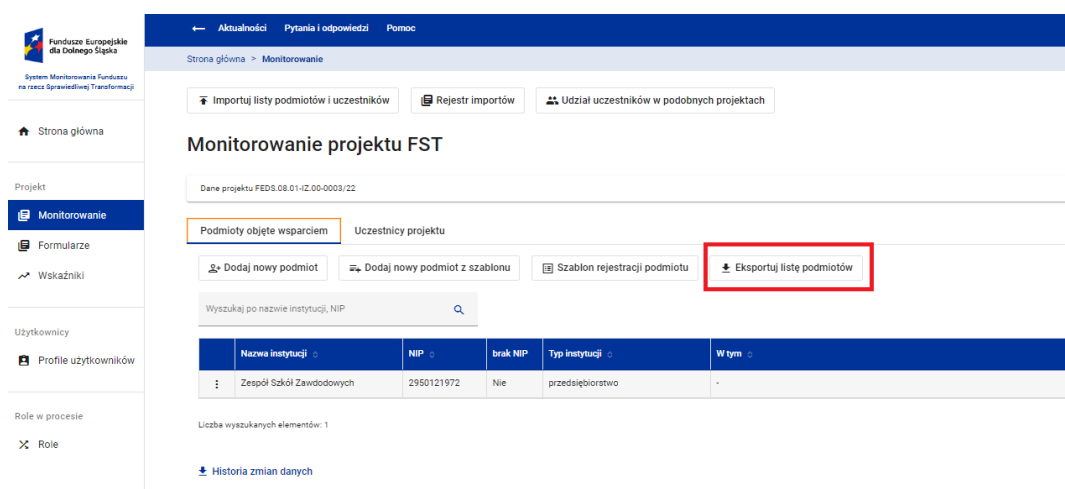 Fundusze Europejskie
dla Dolnego Śląska
System Monitorowania Funduszu
na rzecz Sprawiedliwej Transformacji
Strona główna
Projekt
Monitorowanie
Formularze
Wskaźniki
Użytkownicy
Profile użytkowników
Role w procesie
Role
Aktualności Pytania i odpowiedzi Pomoc
Strona główna > Monitorowanie
Importuj listy podmiotów i uczestników Rejestr importów Udział uczestników w podobnych projektach
Monitorowanie projektu FST
Dane projektu FEDS.08.01-IZ.00-0003/22
Podmioty objęte wsparciem Uczestnicy projektu
Dodaj nowy podmiot Dodaj nowy podmiot z szablonu Szablon rejestracji podmiotu Eksportuj listę podmiotów
Wyszukaj po nazwie instytucji, NIP
Nazwa instytucji NIP brak NIP Typ instytucji W tym
Zespół Szkół Zawdodowych 2950121972 Nie przedsiębiorstwo -
Liczba wyszukanych elementów: 1
Historia zmian danych